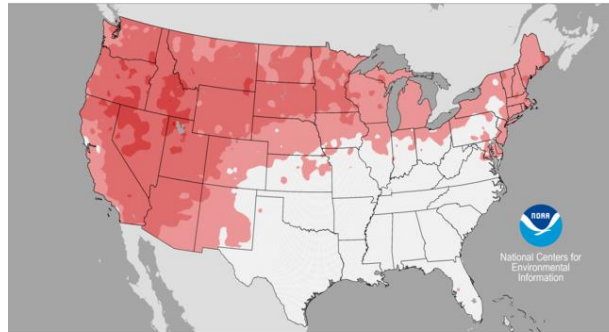 NOAA
National Centers for
Environmental
Information